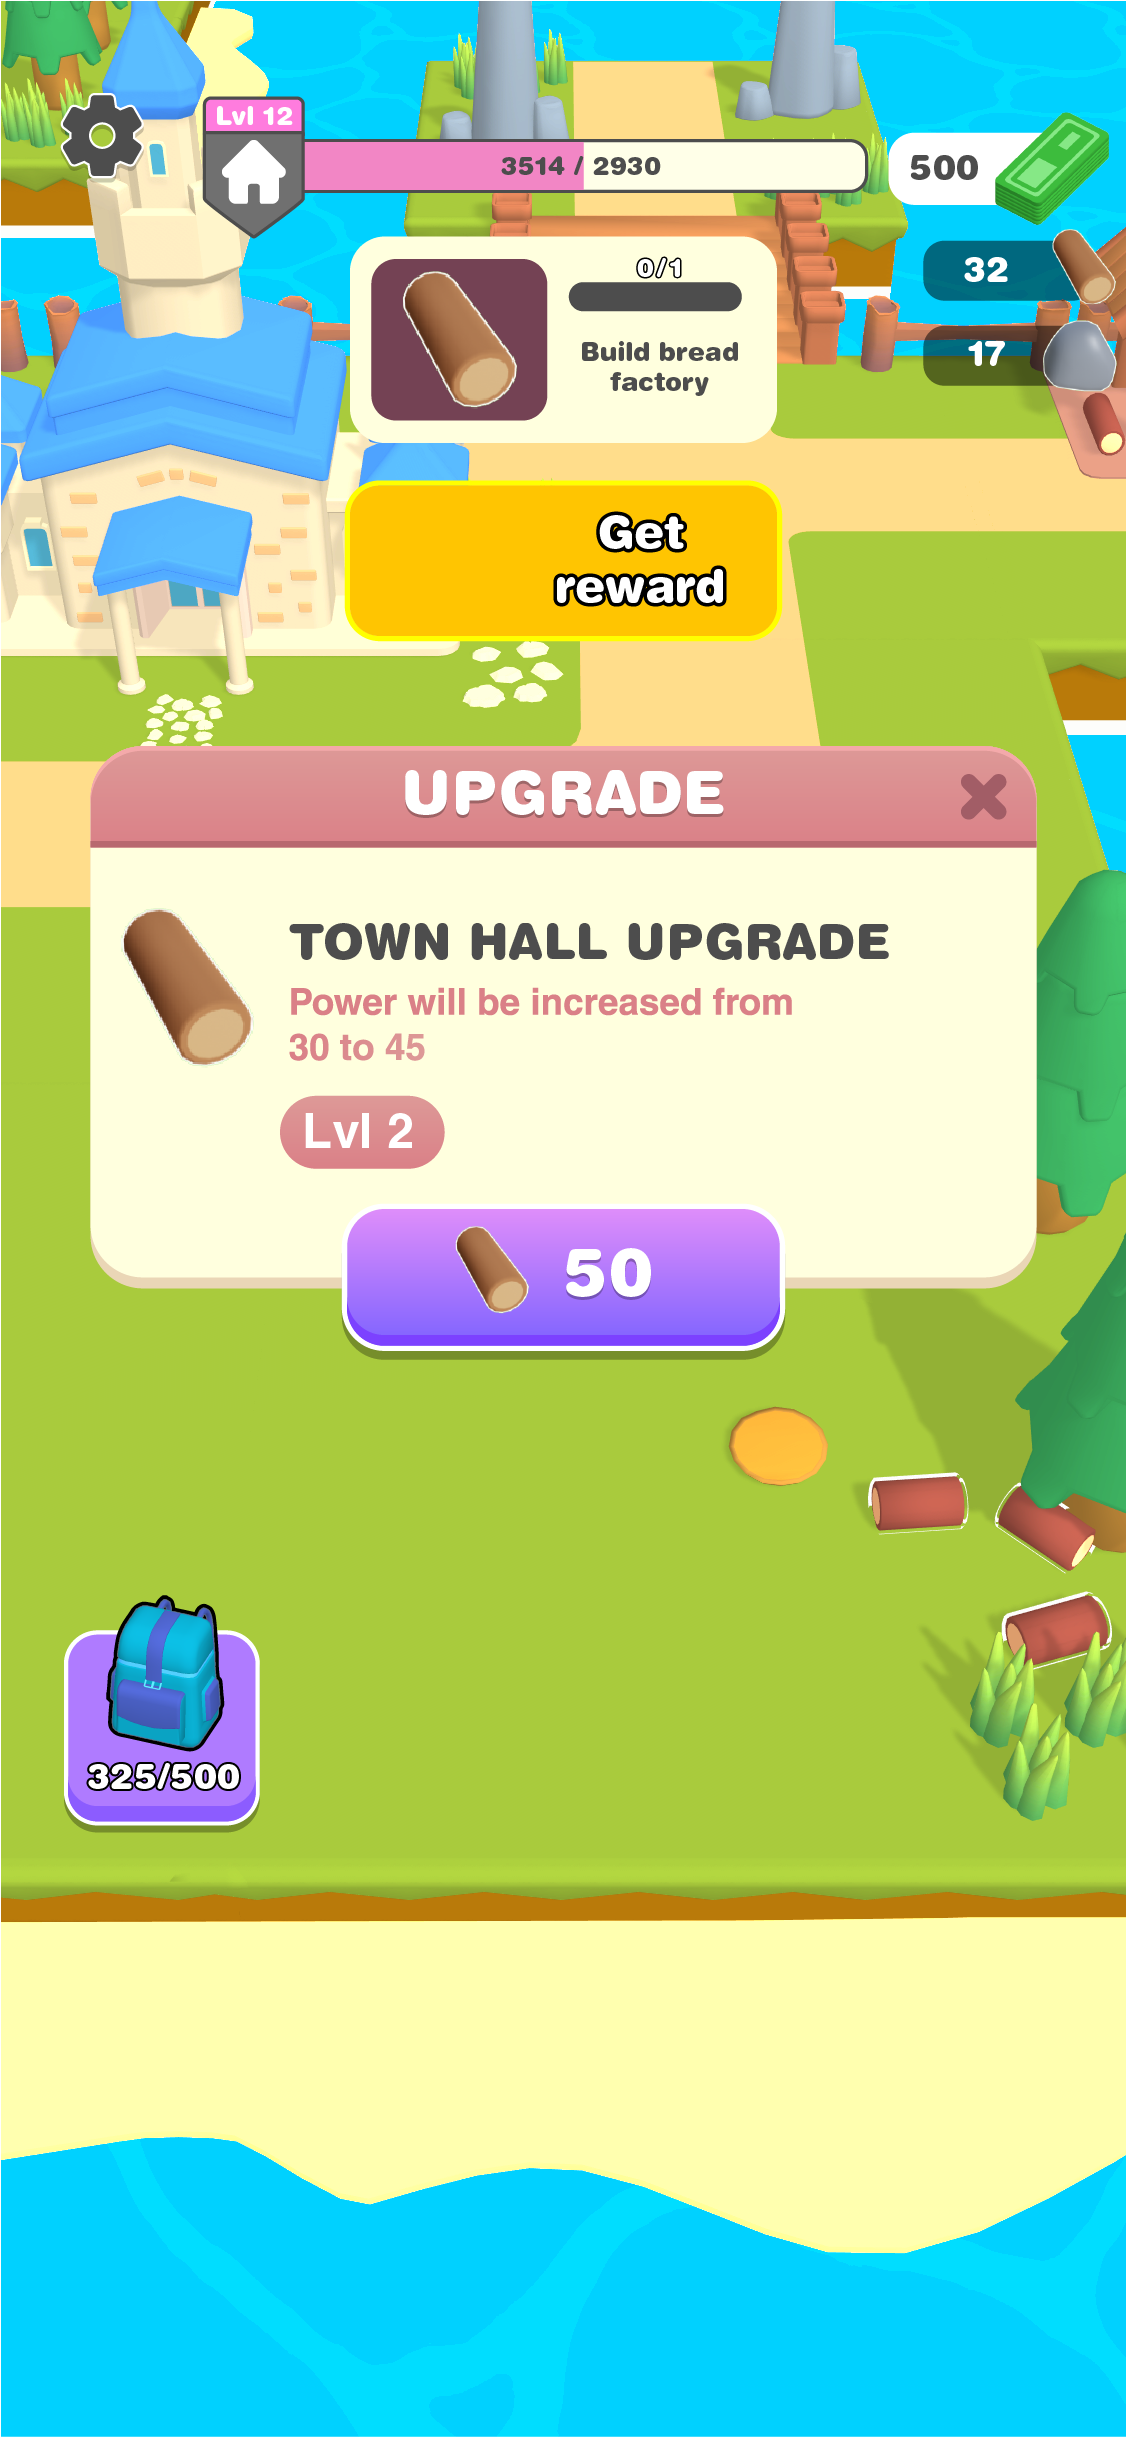 Lvl 12
3514 / 2930
500
32
17
0/1
Build bread
factory
Get
reward
UPGRADE
TOWN HALL UPGRADE
Power will be increased from
30 to 45
Lvl 2
50
325/500